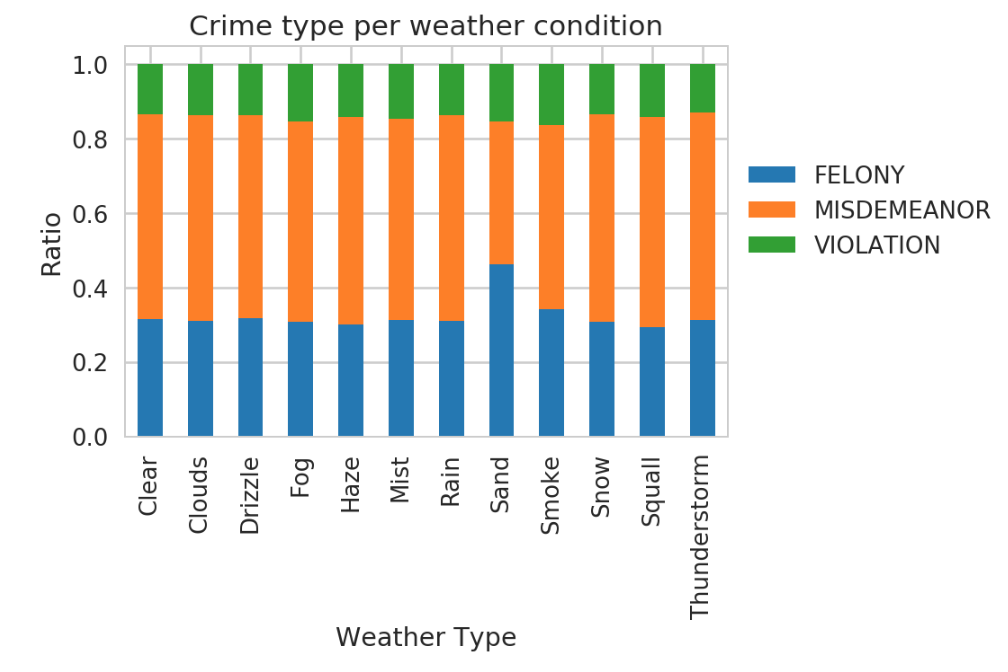 Crime type per weather condition
1.0
0.8
0.6
0.4
0.2
0.0
Ratio
Clear
Clouds
Drizzle
Fog
Haze
Mist
Rain
Sand
Smoke
Snow
Squall
Thunderstorm
Weather Type
FELONY
MISDEMEANOR
VIOLATION